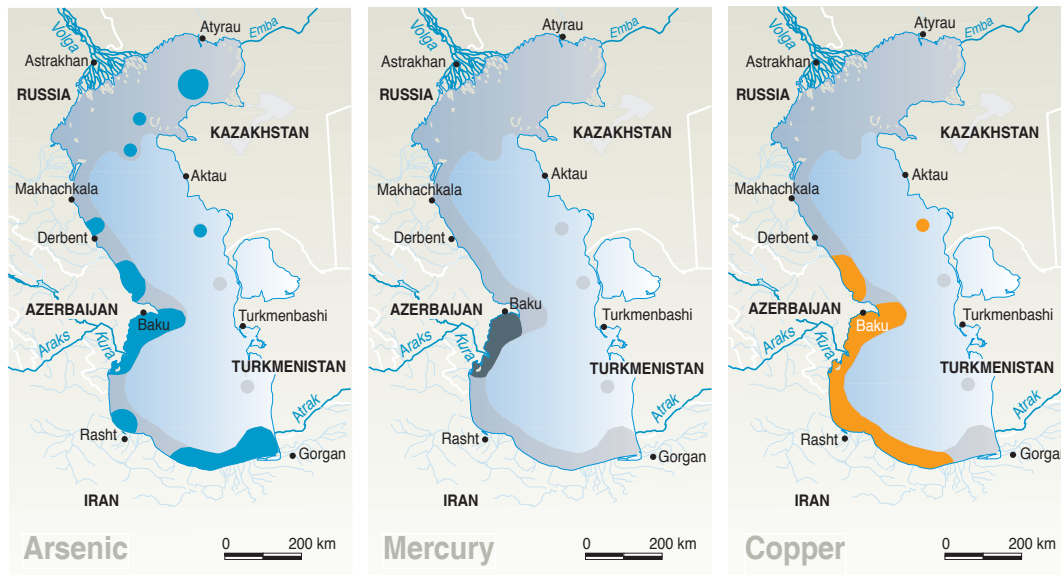 Atyrau
Volga
Emba
Astrakhan
RUSSIA
KAZAKHSTAN
Aktau
Makhachkala
Derbent
AZERBAIJAN
Baku
Turkmenbashi
Araks
Kura
TURKMENISTAN
Atrak
Rasht
Gorgan
IRAN
Arsenic
0 200 km
Atyrau
Volga
Emba
Astrakhan
RUSSIA
KAZAKHSTAN
Aktau
Makhachkala
Derbent
AZERBAIJAN
Baku
Turkmenbashi
Araks
Kura
TURKMENISTAN
Atrak
Rasht
Gorgan
IRAN
Mercury
0 200 km
Atyrau
Volga
Emba
Astrakhan
RUSSIA
KAZAKHSTAN
Aktau
Makhachkala
Derbent
AZERBAIJAN
Baku
Turkmenbashi
Araks
Kura
TURKMENISTAN
Atrak
Rasht
Gorgan
IRAN
Copper
0 200 km